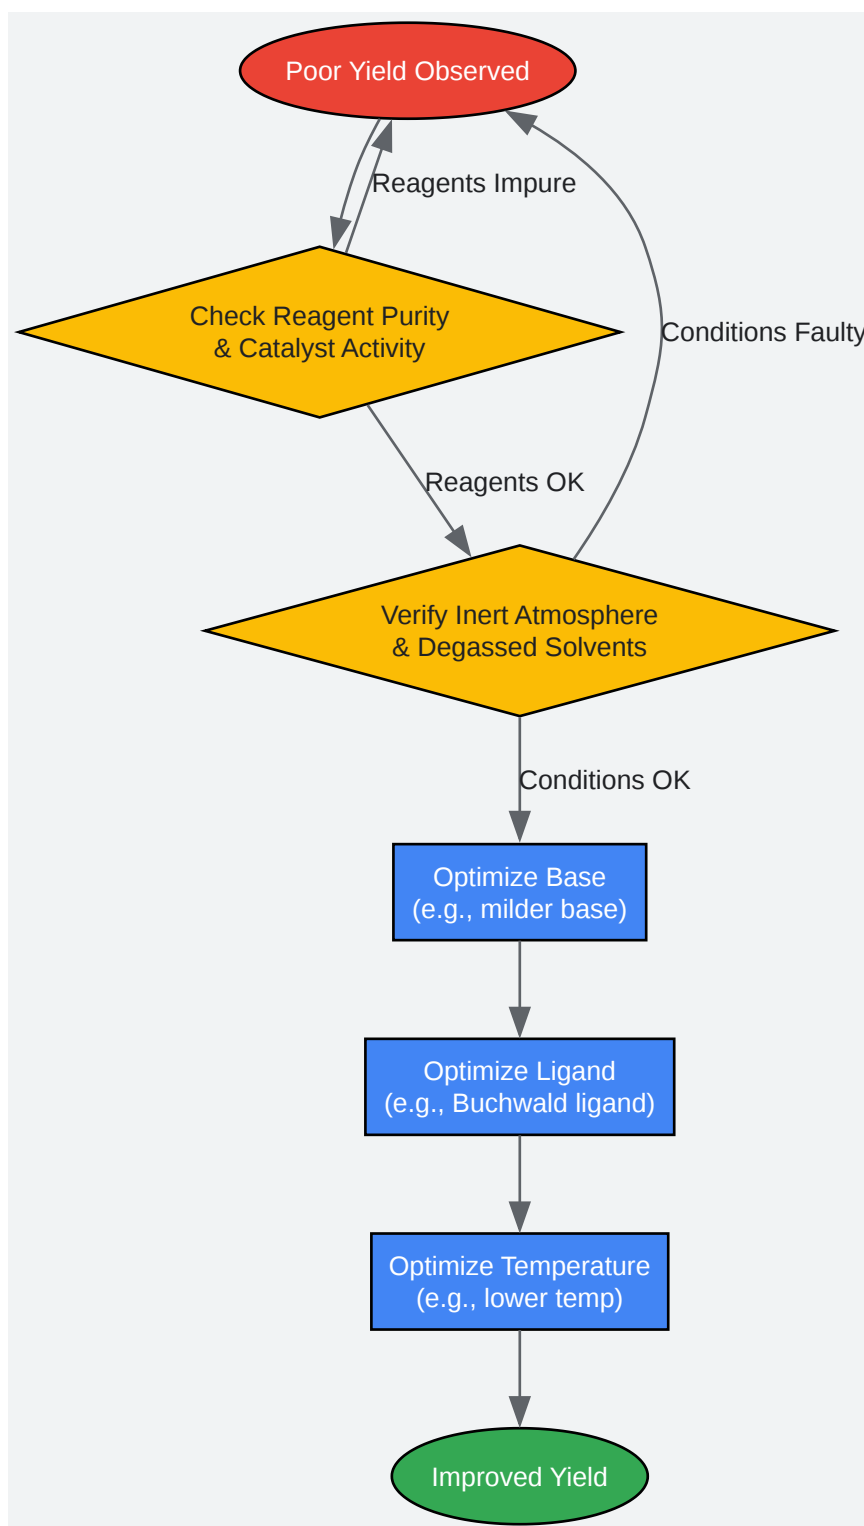 Poor Yield Observed
Reagents Impure
Check Reagent Purity
& Catalyst Activity
Conditions Faulty
Reagents OK
Verify Inert Atmosphere
& Degassed Solvents
Conditions OK
Optimize Base
(e.g., milder base)
Optimize Ligand
(e.g., Buchwald ligand)
Optimize Temperature
(e.g., lower temp)
Improved Yield